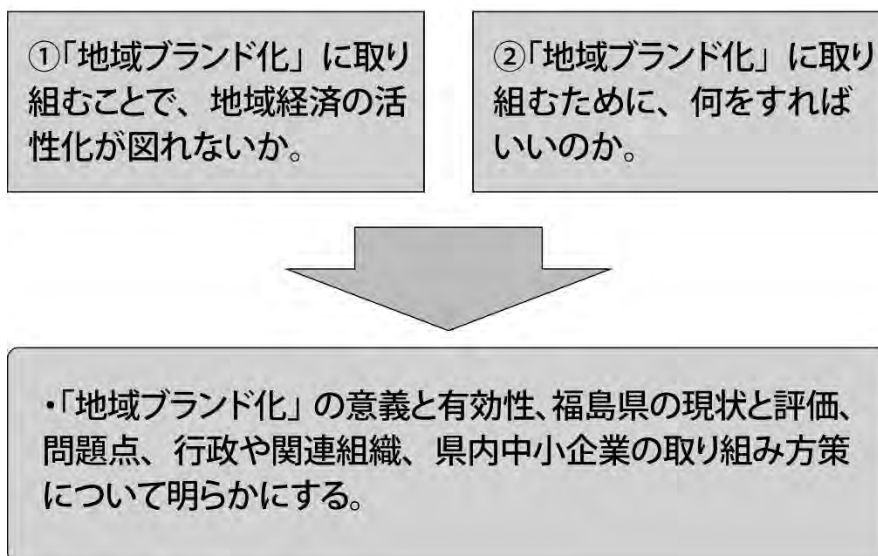 ①「地域ブランド化」に取り
組むことで、地域経済の活
性化が図れないか。
②「地域ブランド化」に取り
組むために、何をすれば
いいのか。
・「地域ブランド化」の意義と有効性、福島県の現状と評価、
問題点、行政や関連組織、県内中小企業の取り組み方策
について明らかにする。